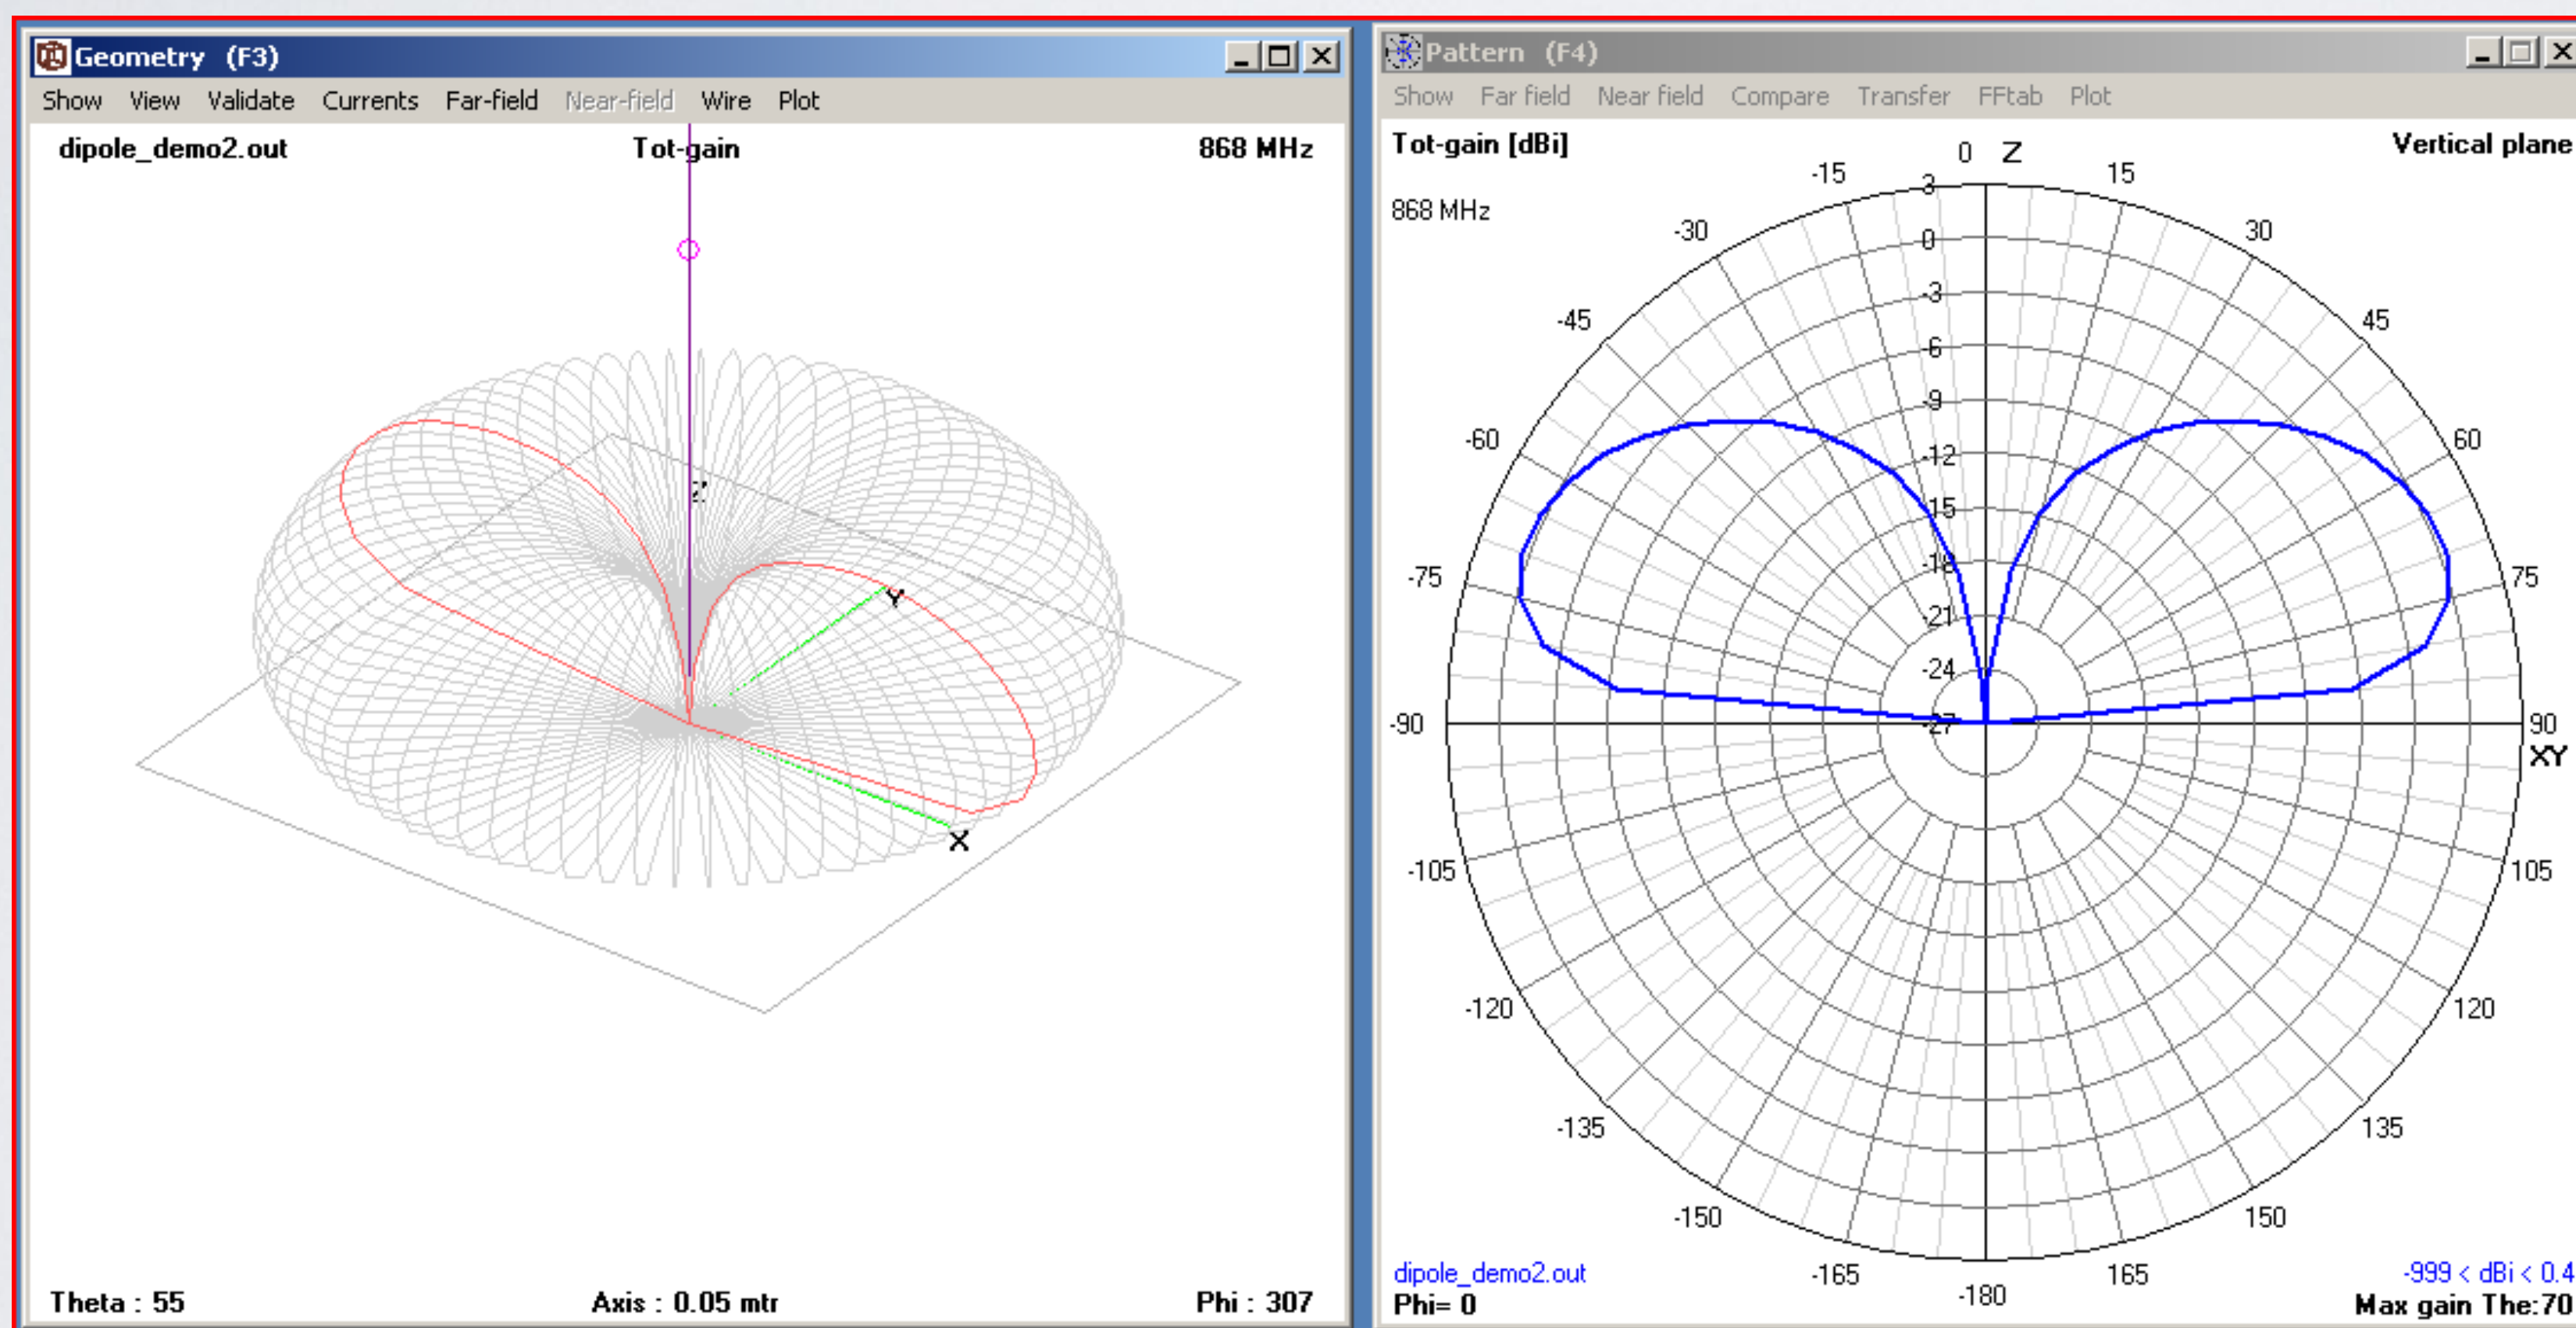 Geometry (F3)
Show View Validate Currents Far-field Near-field Wire Plot
dipole_demo2.out Tot-gain 868 MHz
Z
Y
X
Theta : 55 Axis : 0.05 mtr Phi : 307
Pattern (F4)
Show Far field Near field Compare Transfer FFtab Plot
Tot-gain [dBi] 0 Z Vertical plane
868 MHz
-15 15
-30 30
-45 45
-60 60
-75 75
-90 90
XY
-105 105
-120 120
-135 135
-150 150
-165 165
-180
3
0
-3
-6
-9
-12
-15
-18
-21
-24
-27
dipole_demo2.out -999 < dBi < 0.4
Phi= 0 Max gain The:70